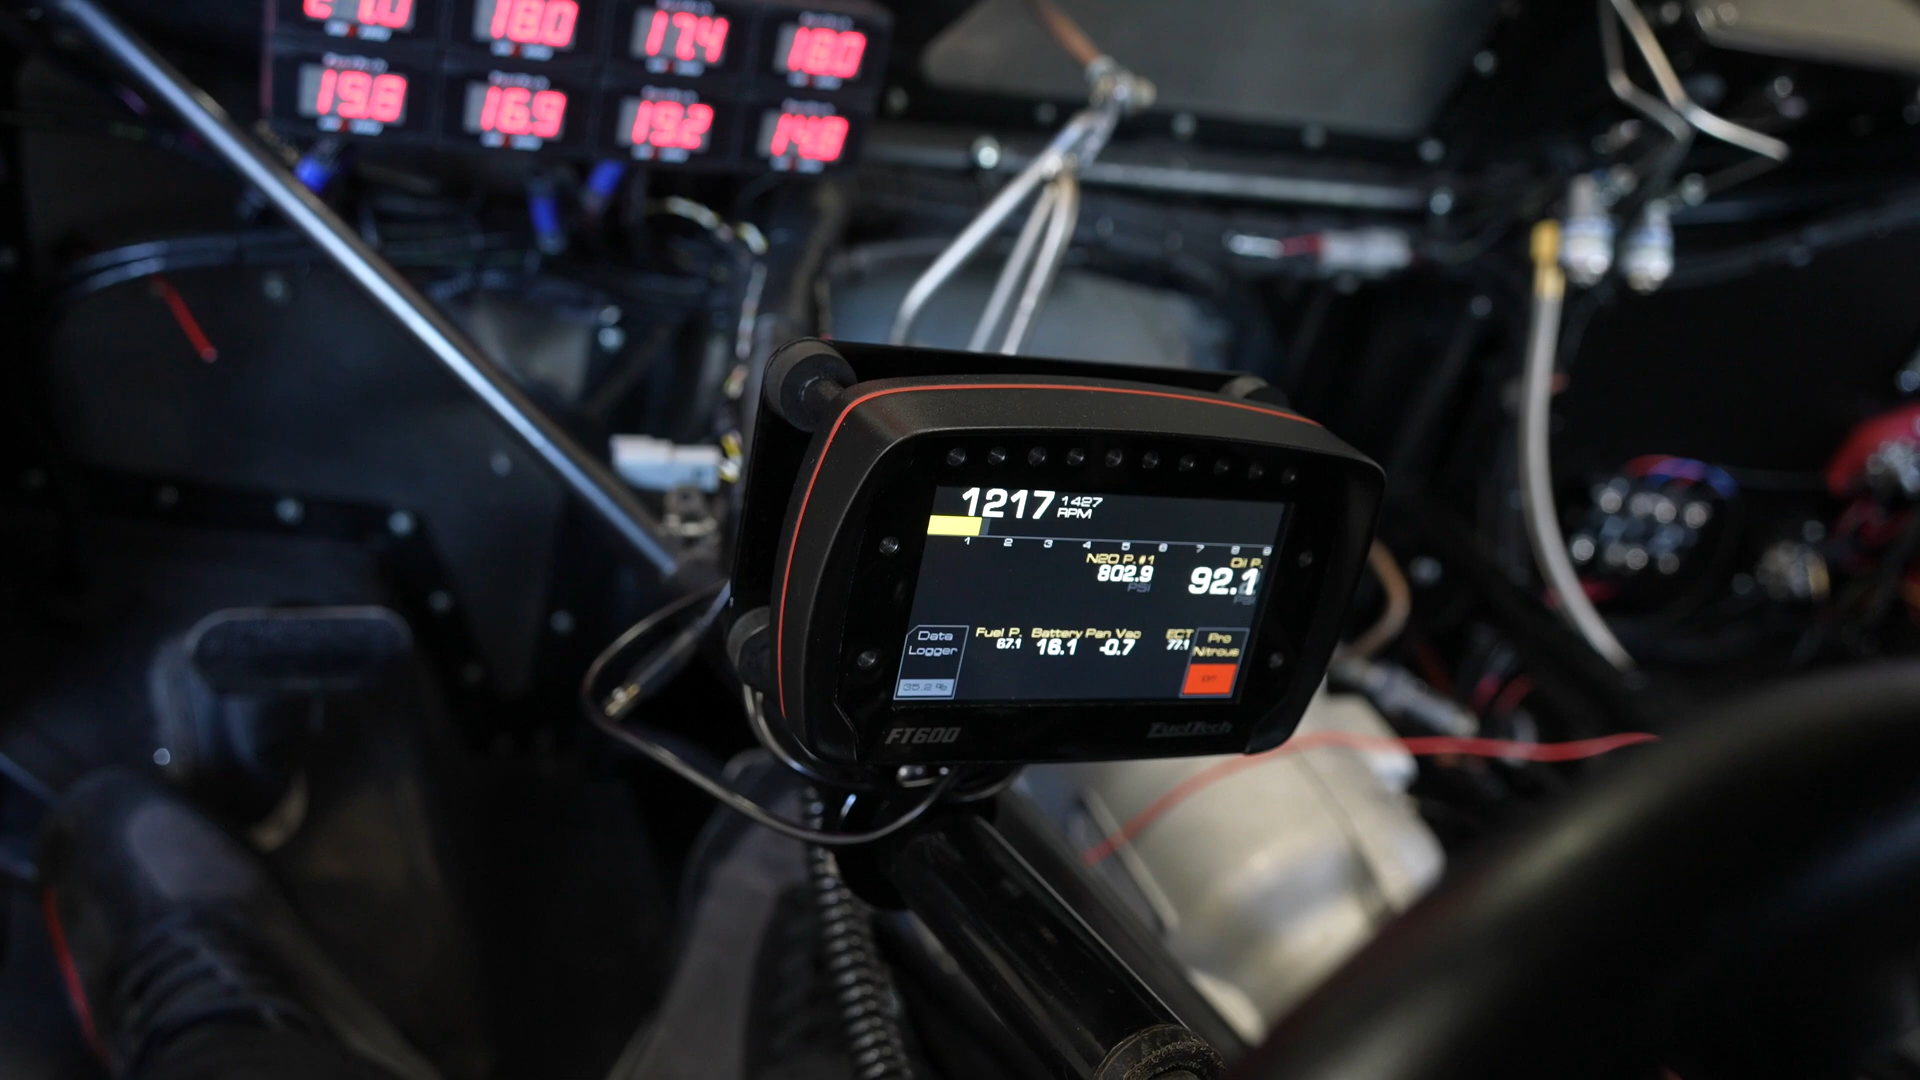 18.0 17.4 18.0
19.8 16.9 19.2 14.8
1217 1427
RPM
1 2 3 4 5 6 7 8 9
N2O P.#1 Oil P.
802.9 92.1
PSI PSI
Data Fuel P. Battery Pan Vac ECT Pro
Logger 67.1 16.1 -0.7 77.1 Nitrous
35.2 %
FT600 FuelTech